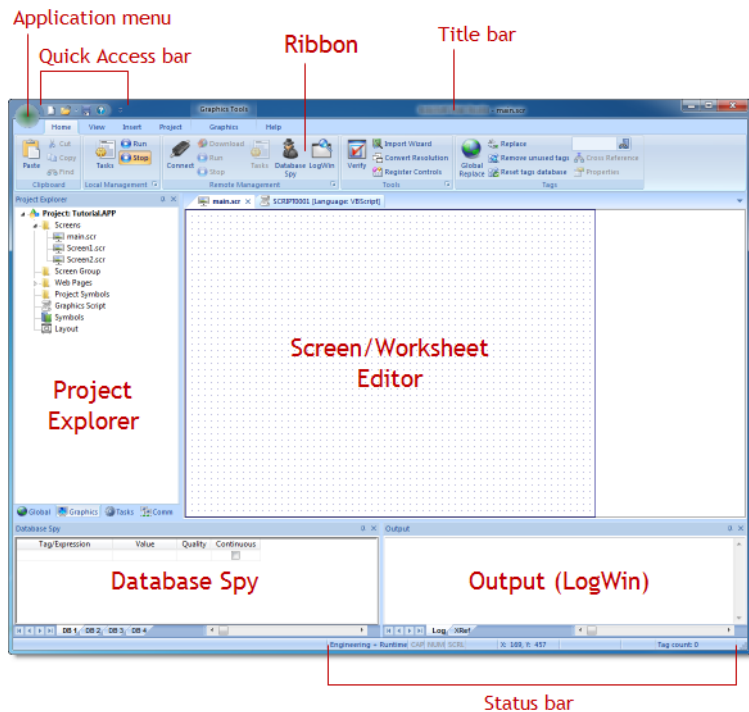 Application menu
Quick Access bar
Ribbon
Title bar
Graphics Tools
- main.scr
Home View Insert Project Graphics Help
Paste
Cut
Copy
Find
Clipboard
Tasks
Run
Stop
Local Management
Connect
Download
Run
Stop
Tasks
Database Spy
LogWin
Remote Management
Verify
Import Wizard
Convert Resolution
Register Controls
Tools
Global Replace
Replace
Remove unused tags
Reset tags database
Cross Reference
Properties
Tags
Project Explorer
main.scr
SCRIPT0001 (Language: VBScript)
Project: Tutorial.APP
Screens
main.scr
Screen1.scr
Screen2.scr
Screen Group
Web Pages
Project Symbols
Graphics Script
Symbols
Layout
Project
Explorer
Screen/Worksheet
Editor
Global Graphics Tasks Comm
Database Spy
Tag/Expression Value Quality Continuous
Database Spy
DB 1 DB 2 DB 3 DB 4
Output
Output (LogWin)
Log XRef
Engineering + Runtime CAP NUM SCRL X: 169, Y: 457 Tag count: 0
Status bar